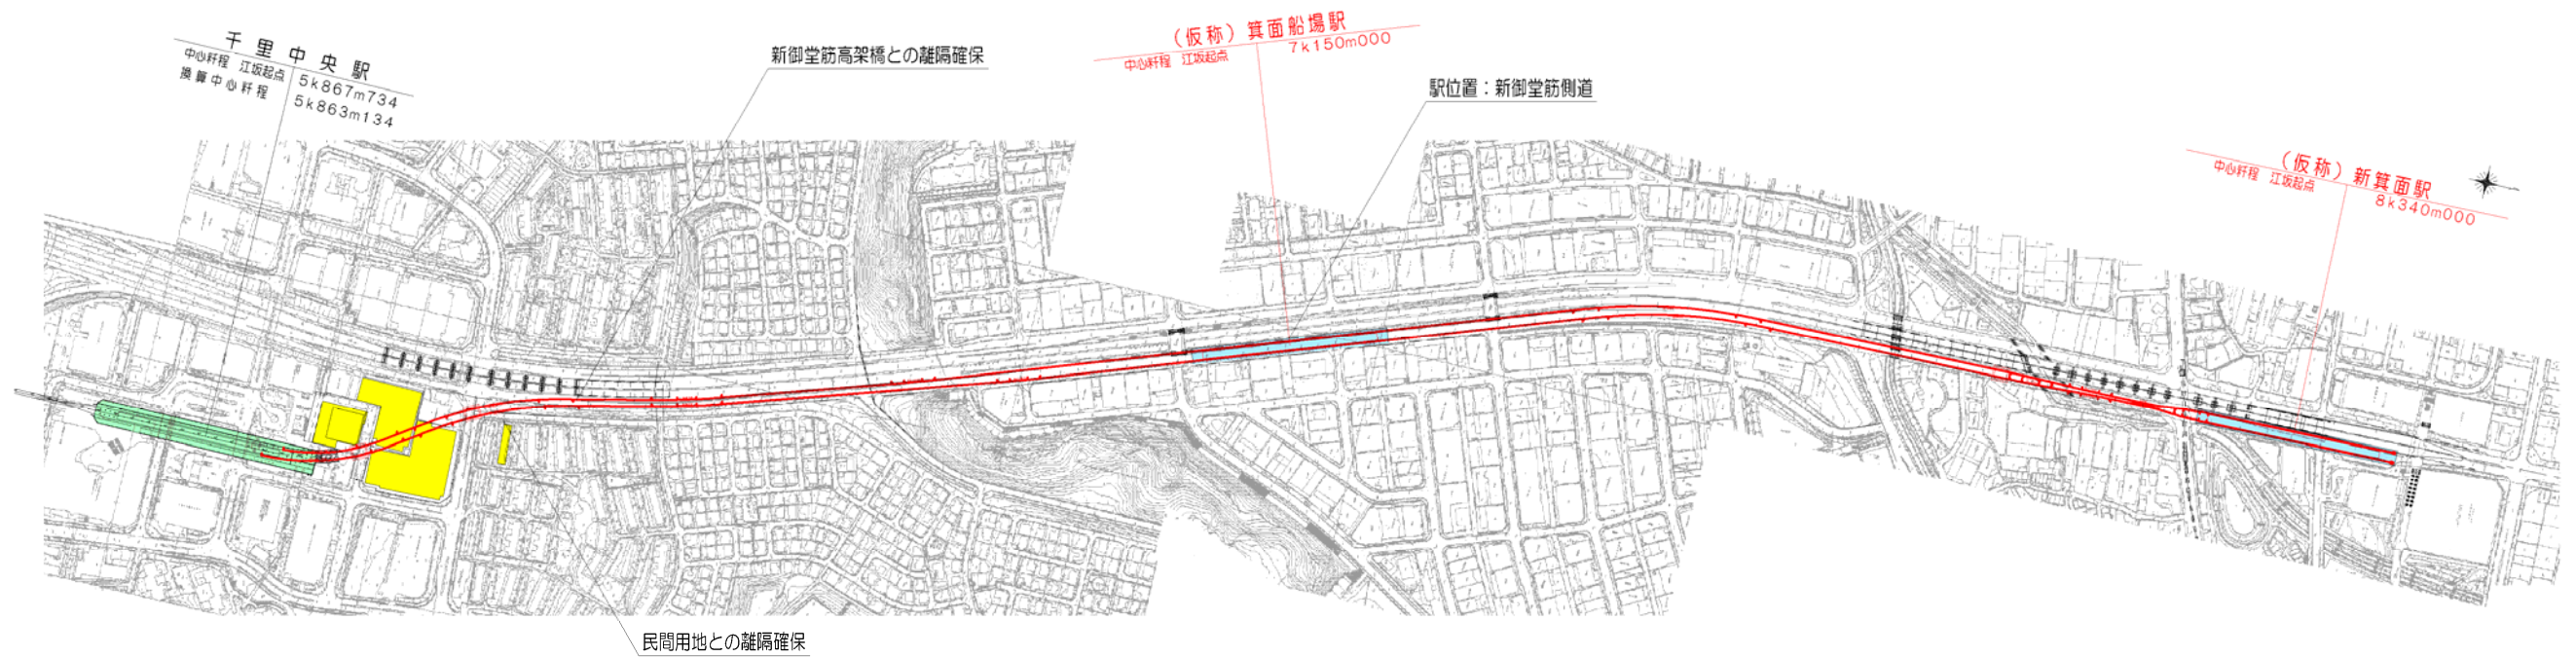 千里中央駅
中心粁程 江坂起点 5k867m734
換算中心粁程 5k863m134
新御堂筋高架橋との離隔確保
(仮称)箕面船場駅
中心粁程 江坂起点 7k150m000
駅位置:新御堂筋側道
(仮称)新箕面駅
中心粁程 江坂起点 8k340m000
民間用地との離隔確保